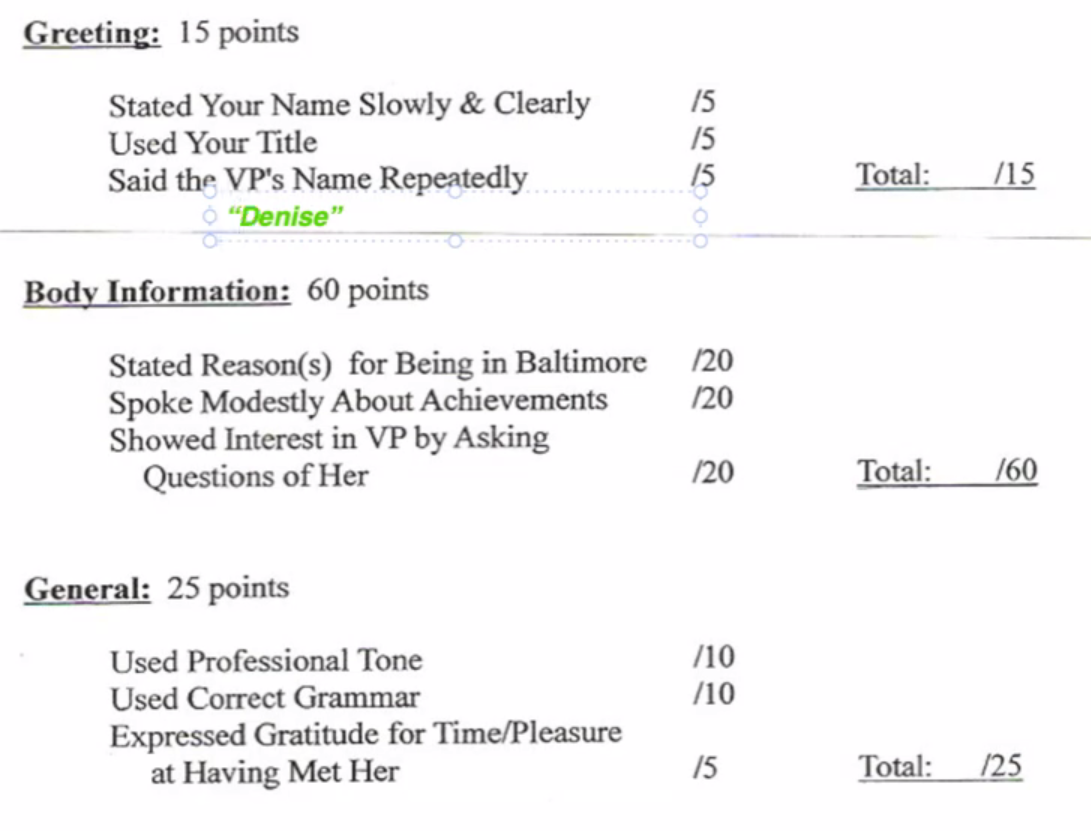 Greeting: 15 points
Stated Your Name Slowly & Clearly /5
Used Your Title /5
Said the VP's Name Repeatedly /5 Total: /15
“Denise”
Body Information: 60 points
Stated Reason(s) for Being in Baltimore /20
Spoke Modestly About Achievements /20
Showed Interest in VP by Asking
Questions of Her /20 Total: /60
General: 25 points
Used Professional Tone /10
Used Correct Grammar /10
Expressed Gratitude for Time/Pleasure
at Having Met Her /5 Total: /25